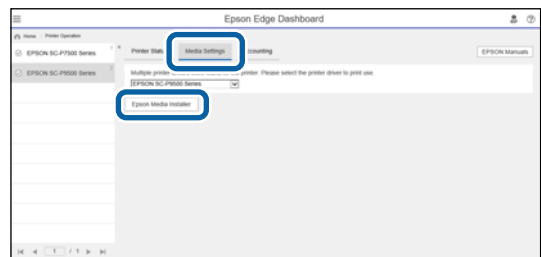 Epson Edge Dashboard
Home Printer Operation
EPSON SC-P7500 Series
EPSON SC-P9500 Series
Printer Stat
Media Settings
ccounting
EPSON Manuals
Multiple printer printer. Please select the printer driver to print use.
EPSON SC-P9500 Series
Epson Media Installer
1 / 1